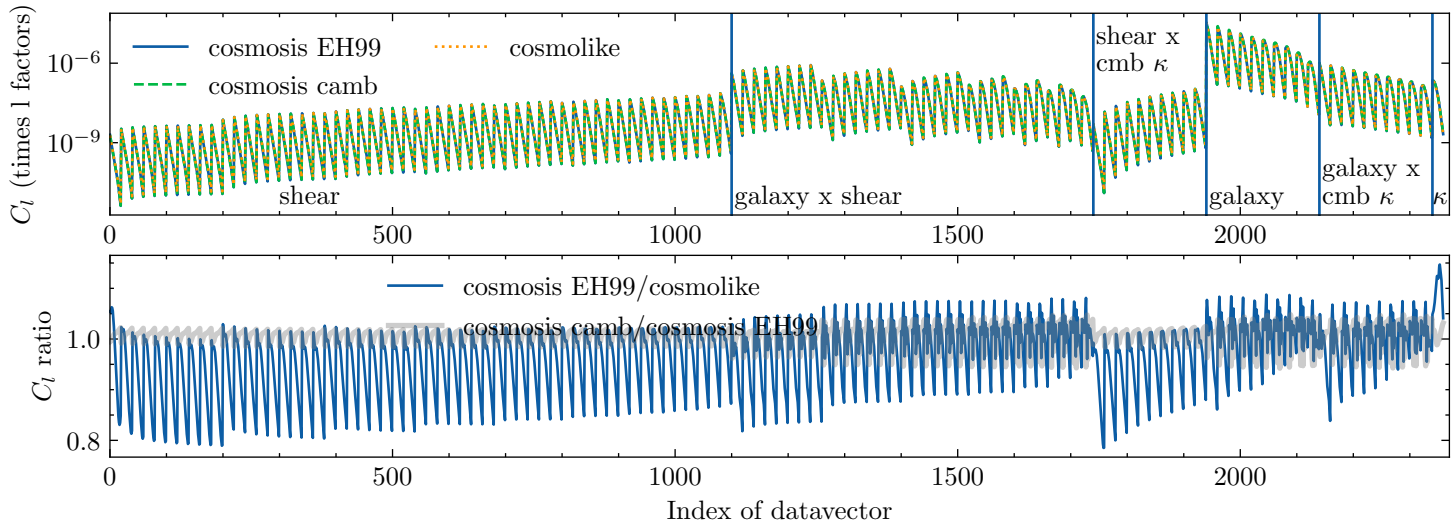 cosmosis EH99
cosmolike
cosmosis camb
shear x
cmb κ
shear
galaxy x shear
galaxy
galaxy x
cmb κ
κ
C_l (times l factors)
10^{-6}
10^{-9}
0
500
1000
1500
2000
cosmosis EH99/cosmolike
cosmosis camb/cosmosis EH99
C_l ratio
1.0
0.8
0
500
1000
1500
2000
Index of datavector